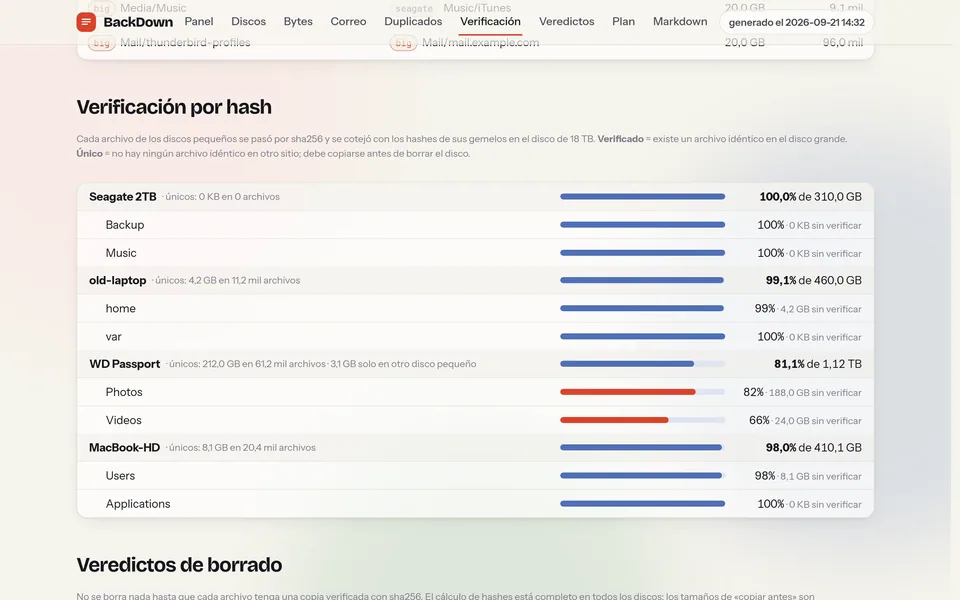 big Media/Music seagate Music/iTunes 20,0 GB 9,1 mil
BackDown Panel Discos Bytes Correo Duplicados Verificación Veredictos Plan Markdown generado el 2026-09-21 14:32
big Mail/thunderbird-profiles big Mail/mail.example.com 20,0 GB 96,0 mil
Verificación por hash
Cada archivo de los discos pequeños se pasó por sha256 y se cotejó con los hashes de sus gemelos en el disco de 18 TB. Verificado = existe un archivo idéntico en el disco grande.
Único = no hay ningún archivo idéntico en otro sitio; debe copiarse antes de borrar el disco.
Seagate 2TB · únicos: 0 KB en 0 archivos 100,0% de 310,0 GB
Backup 100% · 0 KB sin verificar
Music 100% · 0 KB sin verificar
old-laptop · únicos: 4,2 GB en 11,2 mil archivos 99,1% de 460,0 GB
home 99% · 4,2 GB sin verificar
var 100% · 0 KB sin verificar
WD Passport · únicos: 212,0 GB en 61,2 mil archivos · 3,1 GB solo en otro disco pequeño 81,1% de 1,12 TB
Photos 82% · 188,0 GB sin verificar
Videos 66% · 24,0 GB sin verificar
MacBook-HD · únicos: 8,1 GB en 20,4 mil archivos 98,0% de 410,1 GB
Users 98% · 8,1 GB sin verificar
Applications 100% · 0 KB sin verificar
Veredictos de borrado
No se borra nada hasta que cada archivo tenga una copia verificada con sha256. El cálculo de hashes está completo en todos los discos; los tamaños de «copiar antes» son